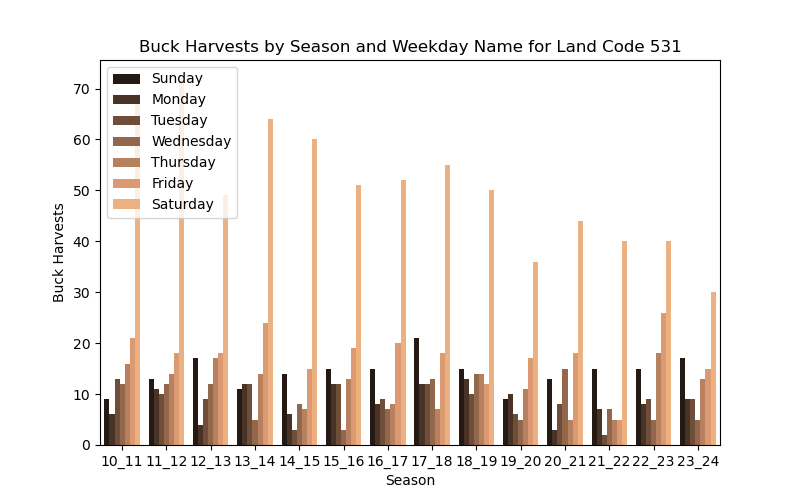 Buck Harvests by Season and Weekday Name for Land Code 531
Sunday
Monday
Tuesday
Wednesday
Thursday
Friday
Saturday
70
60
50
40
30
20
10
0
Buck Harvests
10_11 11_12 12_13 13_14 14_15 15_16 16_17 17_18 18_19 19_20 20_21 21_22 22_23 23_24
Season